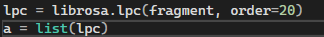 lpc = librosa.lpc(fragment, order=20)
a = list(lpc)